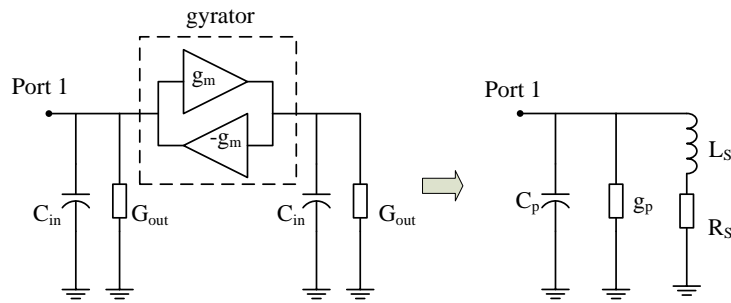 gyrator
Port 1
gm
-gm
Cin
Gout
Cin
Gout
Port 1
Cp
gp
LS
RS